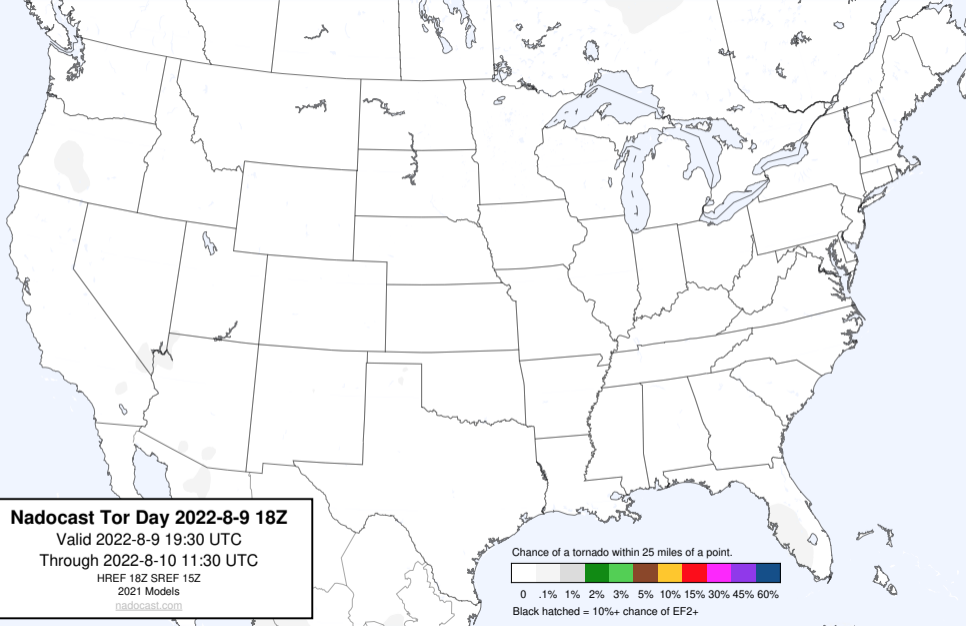 Nadocast Tor Day 2022-8-9 18Z
Valid 2022-8-9 19:30 UTC
Through 2022-8-10 11:30 UTC
HREF 18Z SREF 15Z
2021 Models
nadocast.com
Chance of a tornado within 25 miles of a point.
0 .1% 1% 2% 3% 5% 10% 15% 30% 45% 60%
Black hatched = 10%+ chance of EF2+